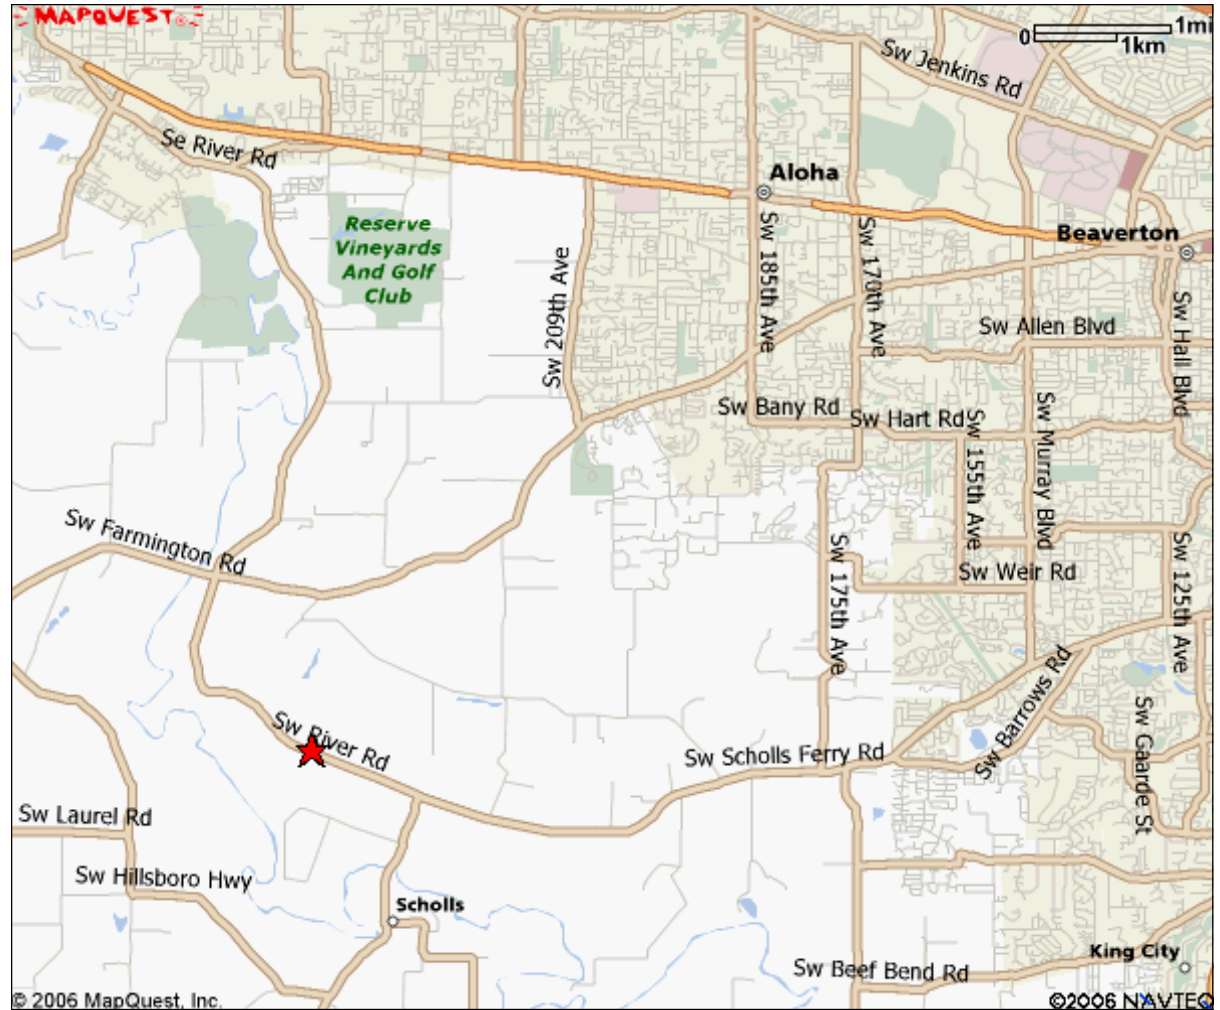 MAPQUEST
0 1mi
1km
Sw Jenkins Rd
Se River Rd
Aloha
Reserve
Vineyards
And Golf
Club
Sw 185th Ave
Sw 170th Ave
Beaverton
Sw 209th Ave
Sw Allen Blvd
Sw Hall Blvd
Sw Bany Rd
Sw Hart Rd
Sw 155th Ave
Sw Murray Blvd
Sw Farmington Rd
Sw 175th Ave
Sw Weir Rd
Sw 125th Ave
Sw River Rd
Sw Scholls Ferry Rd
Sw Barrows Rd
Sw Gaarde St
Sw Laurel Rd
Sw Hillsboro Hwy
Scholls
King City
Sw Beef Bend Rd
© 2006 MapQuest, Inc.
©2006 NAVTEQ